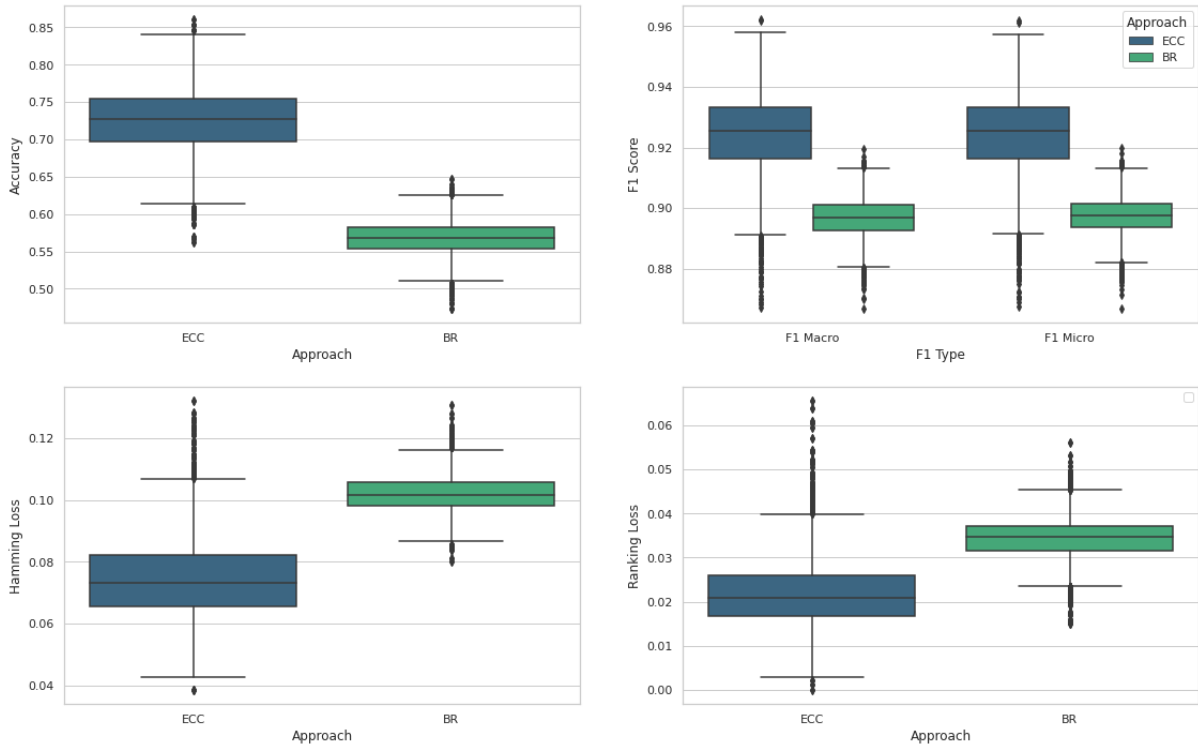 0.85
0.80
0.75
0.70
0.65
0.60
0.55
0.50
Accuracy
ECC
BR
Approach
0.96
0.94
0.92
0.90
0.88
F1 Score
Approach
ECC
BR
F1 Macro
F1 Micro
F1 Type
0.12
0.10
0.08
0.06
0.04
Hamming Loss
ECC
BR
Approach
0.06
0.05
0.04
0.03
0.02
0.01
0.00
Ranking Loss
ECC
BR
Approach